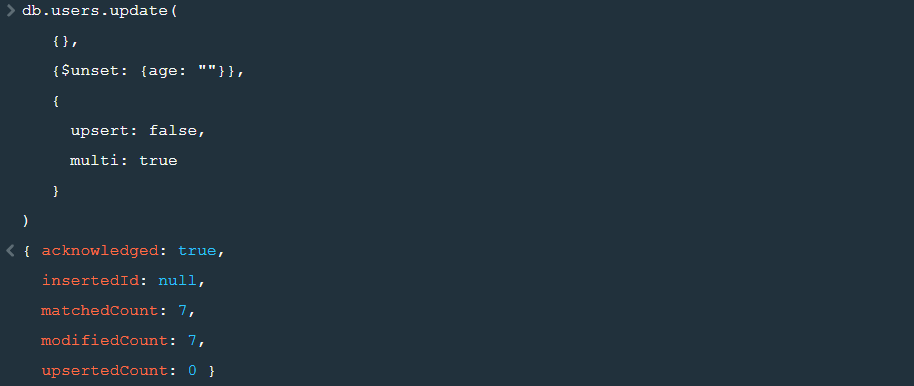 db.users.update(
{},
{$unset: {age: ""}},
{
upsert: false,
multi: true
}
)
{ acknowledged: true,
insertedId: null,
matchedCount: 7,
modifiedCount: 7,
upsertedCount: 0 }